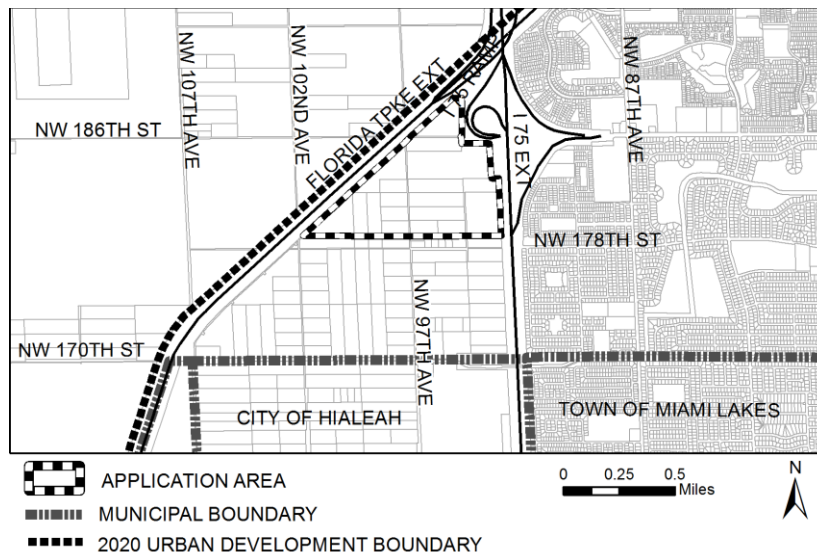 NW 107TH AVE
NW 102ND AVE
FLORIDA TPKE EXT
RAMP
NW 87TH AVE
NW 186TH ST
I 75 EXT
NW 178TH ST
NW 97TH AVE
NW 170TH ST
CITY OF HIALEAH
TOWN OF MIAMI LAKES
APPLICATION AREA
MUNICIPAL BOUNDARY
2020 URBAN DEVELOPMENT BOUNDARY
0 0.25 0.5
Miles
N